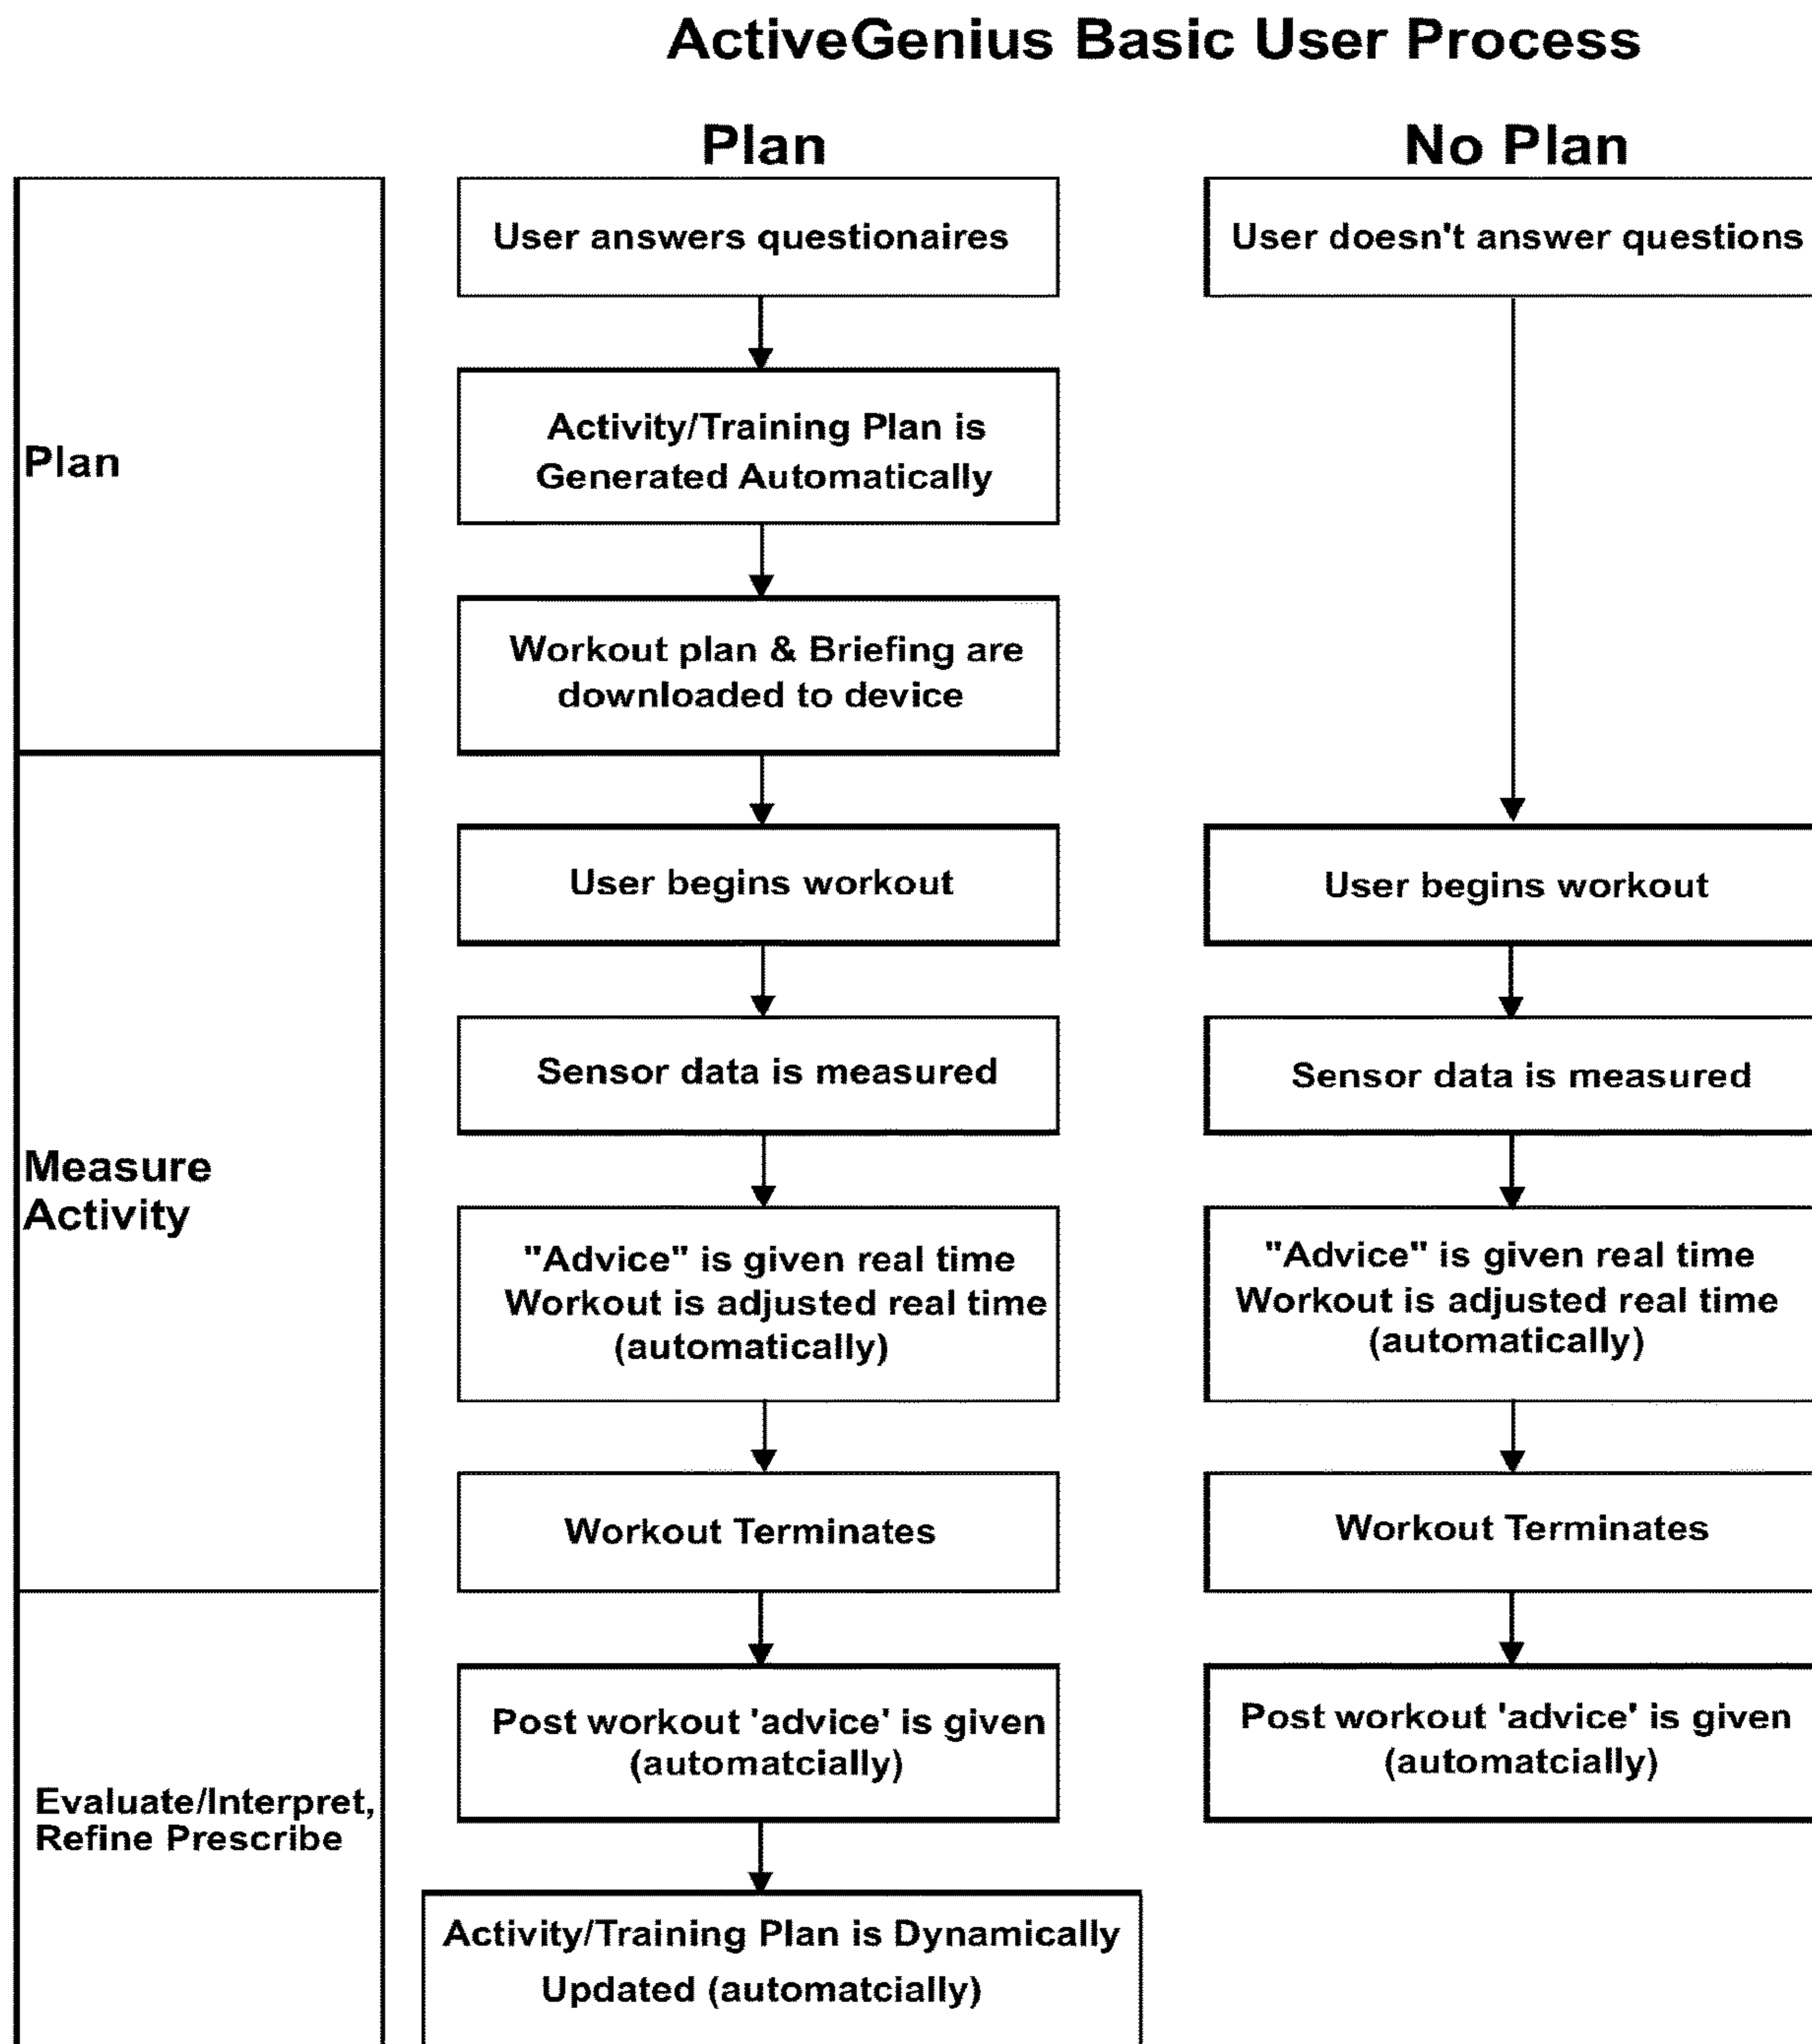 ActiveGenius Basic User Process
Plan
No Plan
Plan
User answers questionaires
User doesn't answer questions
Activity/Training Plan is
Generated Automatically
Workout plan & Briefing are
downloaded to device
Measure
Activity
User begins workout
User begins workout
Sensor data is measured
Sensor data is measured
"Advice" is given real time
Workout is adjusted real time
(automatically)
"Advice" is given real time
Workout is adjusted real time
(automatically)
Workout Terminates
Workout Terminates
Evaluate/Interpret,
Refine Prescribe
Post workout 'advice' is given
(automatcially)
Post workout 'advice' is given
(automatcially)
Activity/Training Plan is Dynamically
Updated (automatcially)